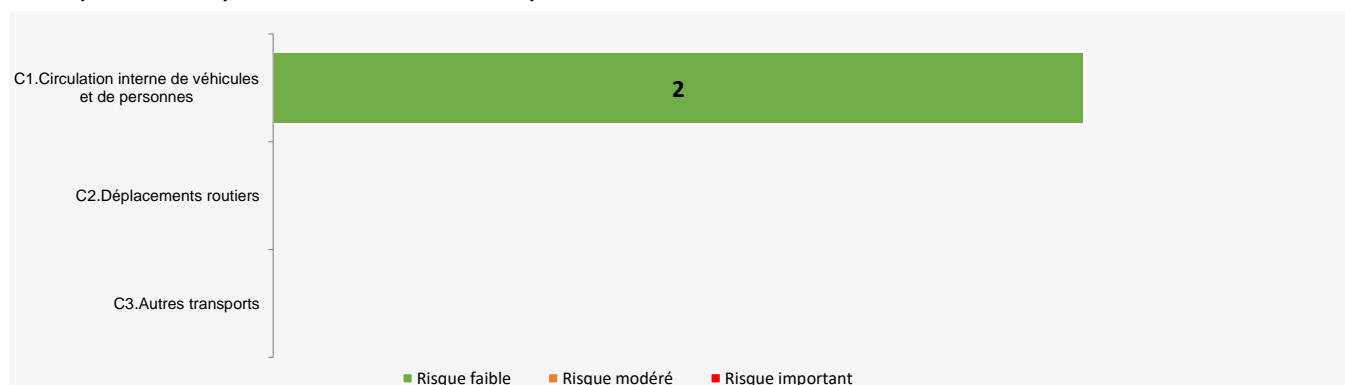 C1.Circulation interne de véhicules
et de personnes
2
C2.Déplacements routiers
C3.Autres transports
Risque faible
Risque modéré
Risque important